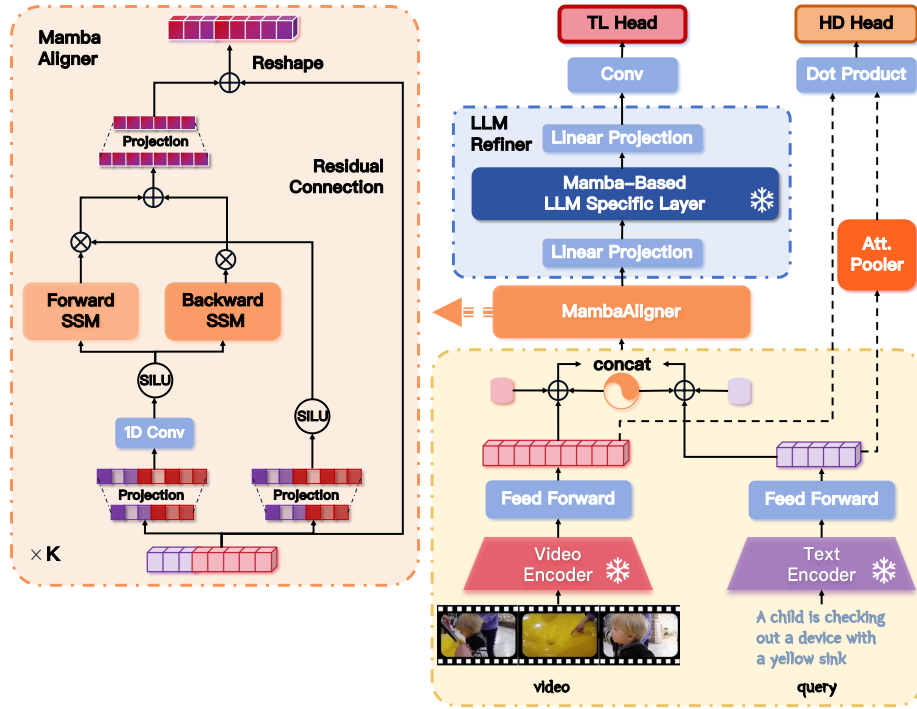 Mamba
Aligner
Reshape
Projection
Residual
Connection
Forward
SSM
Backward
SSM
SILU
SILU
1D Conv
Projection
Projection
× K
TL Head
HD Head
Conv
Dot Product
LLM
Refiner
Linear Projection
Mamba-Based
LLM Specific Layer
Linear Projection
Att.
Pooler
MambaAligner
concat
Feed Forward
Feed Forward
Video
Encoder
Text
Encoder
A child is checking
out a device with
a yellow sink
video
query